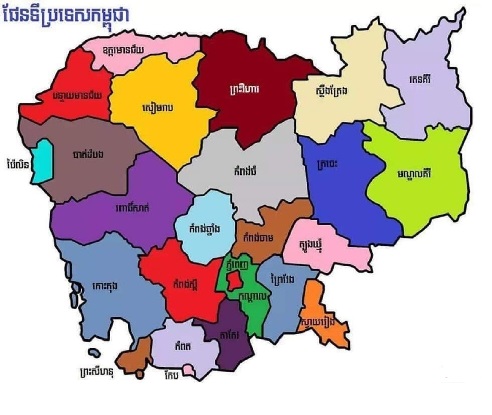 ផែនទីប្រទេសកម្ពុជា
ឧត្តរមានជ័យ
បន្ទាយមានជ័យ
សៀមរាប
ព្រះវិហារ
ស្ទឹងត្រែង
រតនគីរី
បាត់ដំបង
ប៉ៃលិន
កំពង់ធំ
ក្រចេះ
មណ្ឌលគីរី
ពោធិ៍សាត់
កំពង់ឆ្នាំង
កំពង់ចាម
ត្បូងឃ្មុំ
កោះកុង
កំពង់ស្ពឺ
ភ្នំពេញ
កណ្តាល
ព្រៃវែង
ស្វាយរៀង
តាកែវ
កំពត
ព្រះសីហនុ
កែប